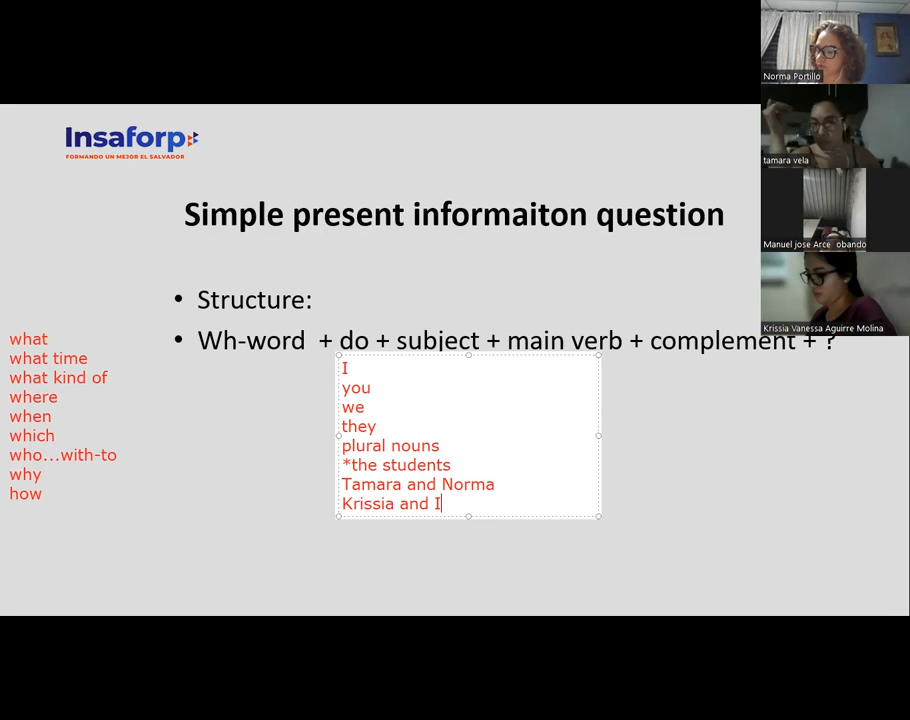 Insaforp
FORMANDO UN MEJOR EL SALVADOR
Simple present informaiton question
• Structure:
• Wh-word + do + subject + main verb + complement + ?
what
what time
what kind of
where
when
which
who...with-to
why
how
I
you
we
they
plural nouns
*the students
Tamara and Norma
Krissia and I
Norma Portillo
tamara vela
Manuel jose Arce obando
Krissia Vanessa Aguirre Molina